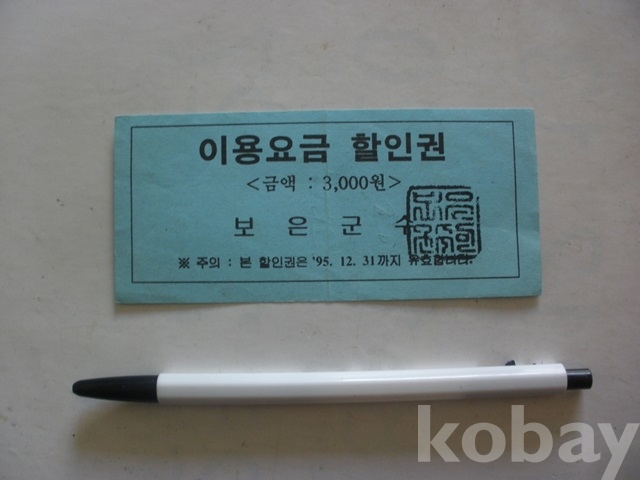 이용요금 할인권
<금액 : 3,000원>
보은군수
※ 주의 : 본 할인권은 '95. 12. 31까지 유효합니다.
kobay